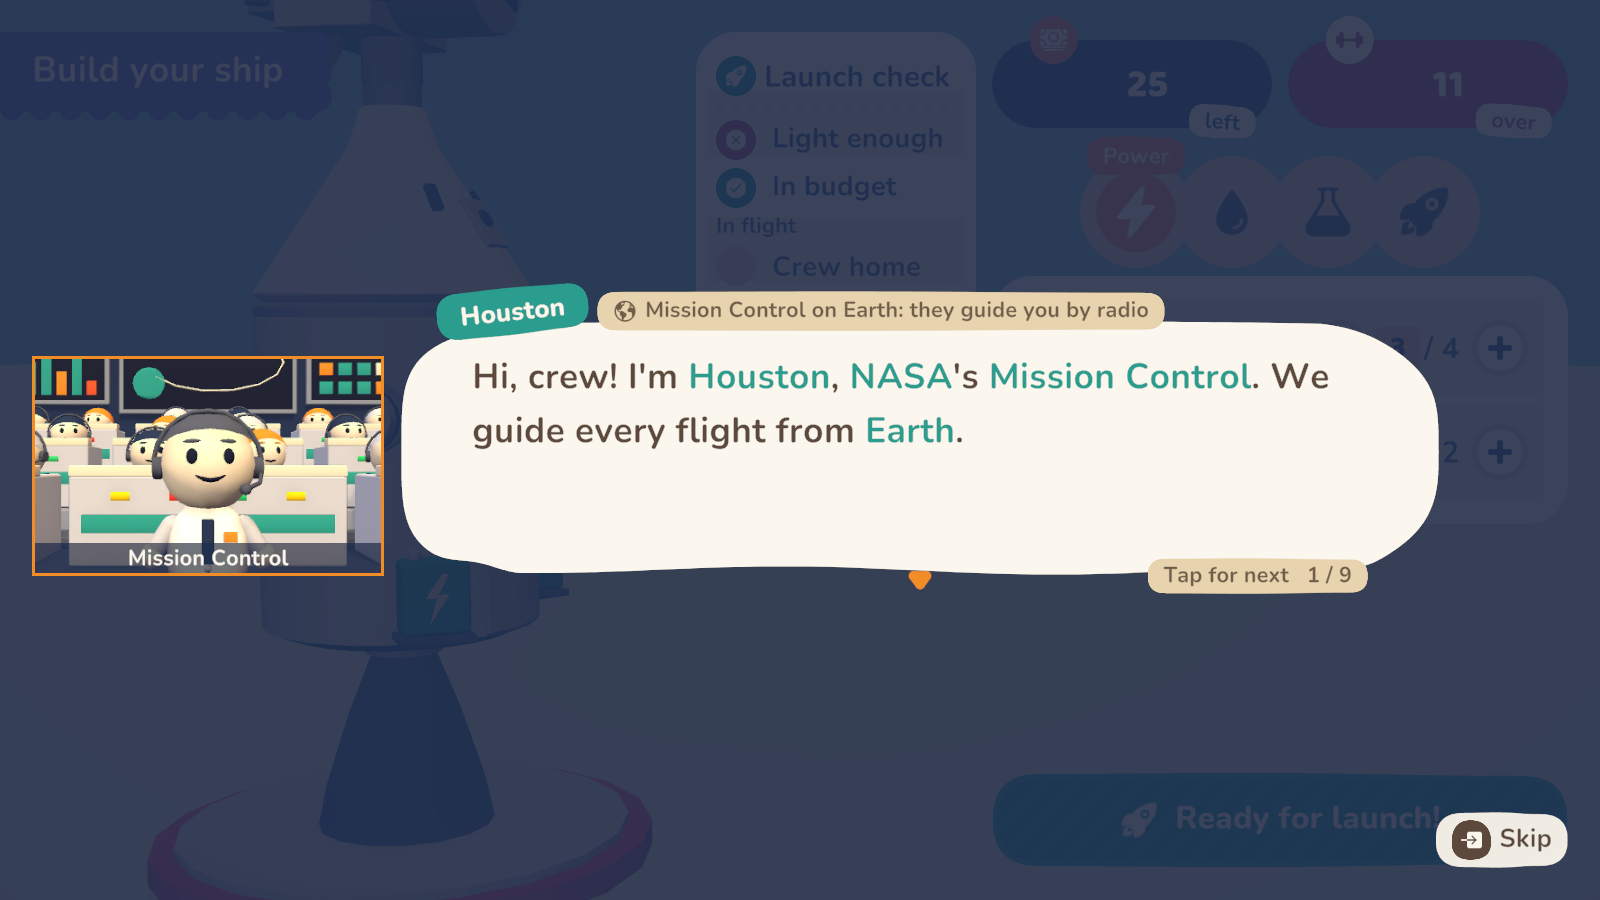 Build your ship
Launch check
Light enough
In budget
In flight
Crew home
25
left
11
over
Power
3 / 4
2
Houston
Mission Control on Earth: they guide you by radio
Hi, crew! I'm Houston, NASA's Mission Control. We
guide every flight from Earth.
Mission Control
Tap for next 1 / 9
Ready for launch!
Skip